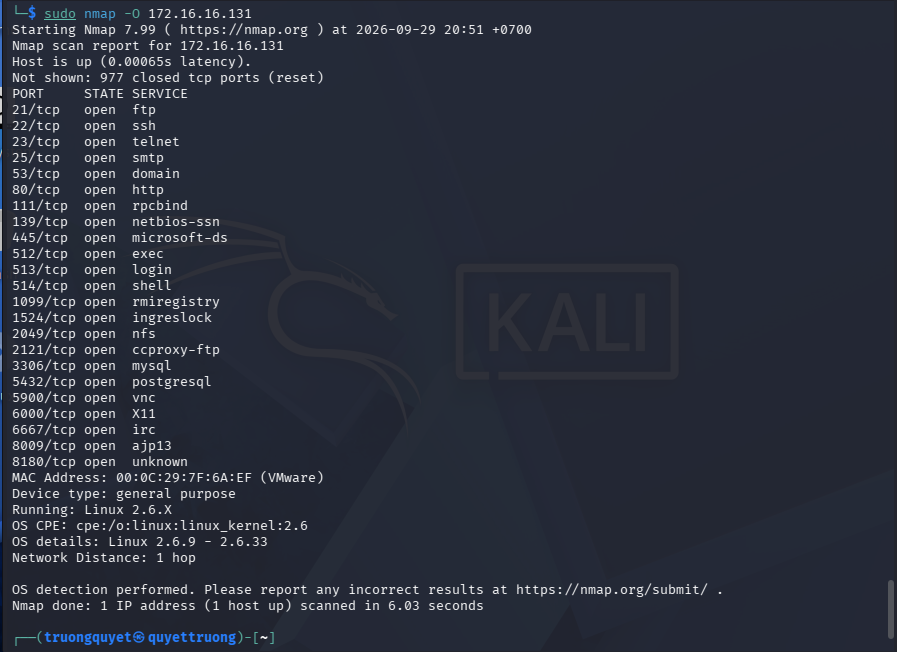 └─$ sudo nmap -O 172.16.16.131
Starting Nmap 7.99 ( https://nmap.org ) at 2026-09-29 20:51 +0700
Nmap scan report for 172.16.16.131
Host is up (0.00065s latency).
Not shown: 977 closed tcp ports (reset)
PORT     STATE SERVICE
21/tcp   open  ftp
22/tcp   open  ssh
23/tcp   open  telnet
25/tcp   open  smtp
53/tcp   open  domain
80/tcp   open  http
111/tcp  open  rpcbind
139/tcp  open  netbios-ssn
445/tcp  open  microsoft-ds
512/tcp  open  exec
513/tcp  open  login
514/tcp  open  shell
1099/tcp open  rmiregistry
1524/tcp open  ingreslock
2049/tcp open  nfs
2121/tcp open  ccproxy-ftp
3306/tcp open  mysql
5432/tcp open  postgresql
5900/tcp open  vnc
6000/tcp open  X11
6667/tcp open  irc
8009/tcp open  ajp13
8180/tcp open  unknown
MAC Address: 00:0C:29:7F:6A:EF (VMware)
Device type: general purpose
Running: Linux 2.6.X
OS CPE: cpe:/o:linux:linux_kernel:2.6
OS details: Linux 2.6.9 - 2.6.33
Network Distance: 1 hop

OS detection performed. Please report any incorrect results at https://nmap.org/submit/ .
Nmap done: 1 IP address (1 host up) scanned in 6.03 seconds

┌──(truongquyet㉿quyettruong)-[~]
KALI